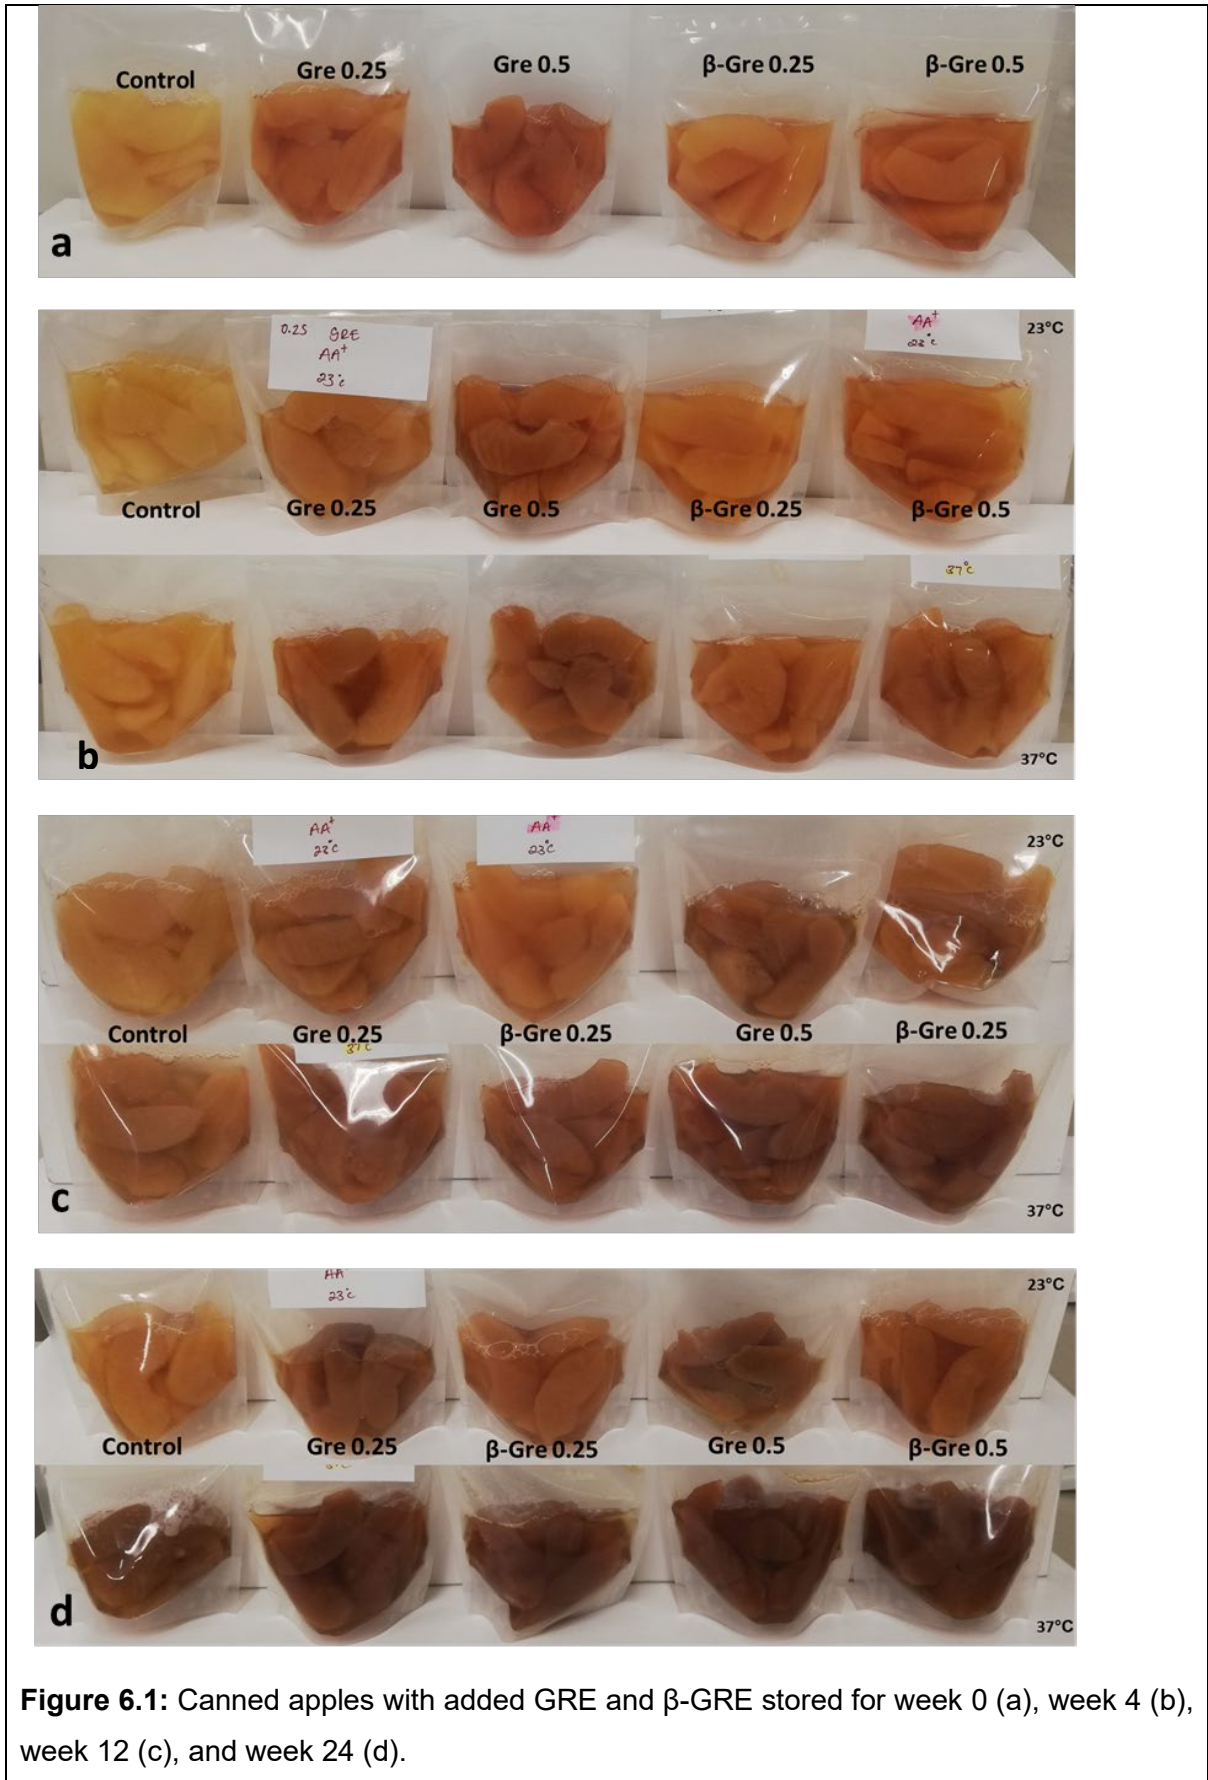 Control Gre 0.25 Gre 0.5 β-Gre 0.25 β-Gre 0.5
a
0.25 GRE
AA+
23°c
AA+
23°c
23°C
Control Gre 0.25 Gre 0.5 β-Gre 0.25 β-Gre 0.5
37°c
b
37°C
AA+
23°c
AA+
23°c
23°C
Control Gre 0.25 β-Gre 0.25 Gre 0.5 β-Gre 0.25
37°c
c
37°C
AA
23°c
23°C
Control Gre 0.25 β-Gre 0.25 Gre 0.5 β-Gre 0.5
d
37°C
Figure 6.1: Canned apples with added GRE and β-GRE stored for week 0 (a), week 4 (b),
week 12 (c), and week 24 (d).